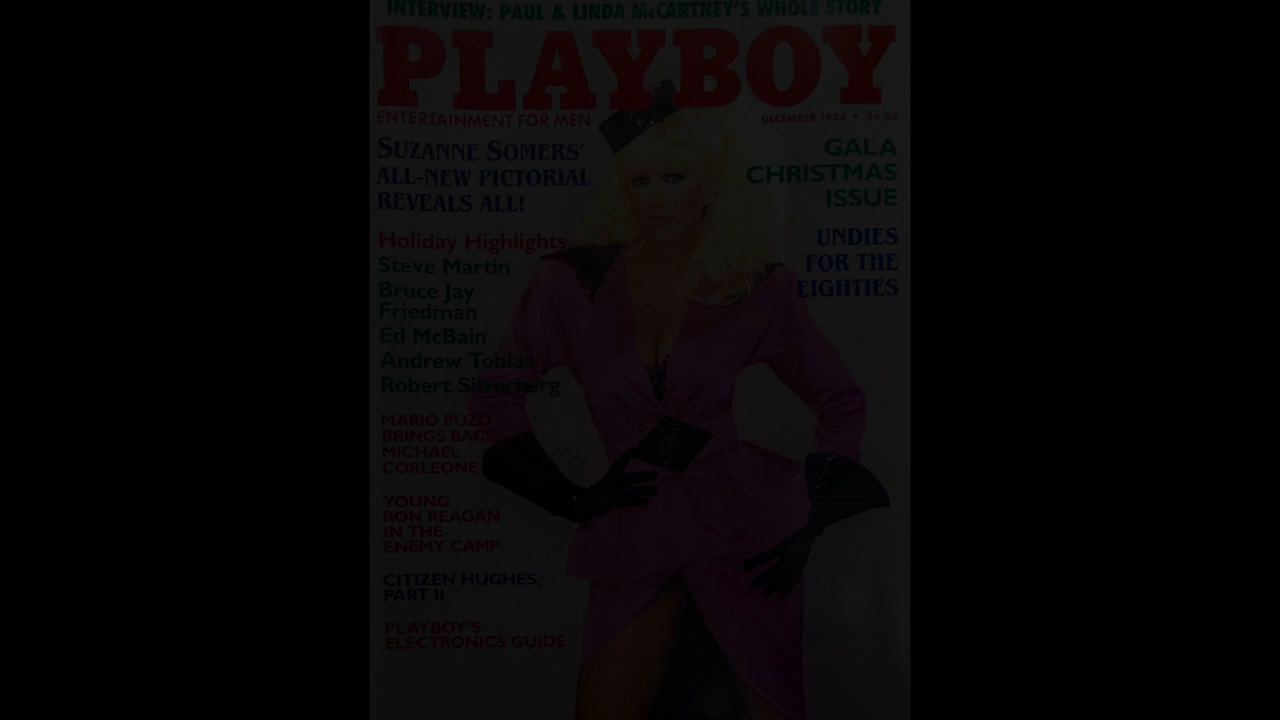 INTERVIEW: PAUL & LINDA McCARTNEY'S WHOLE STORY
PLAYBOY
ENTERTAINMENT FOR MEN
DECEMBER 1984 • $4.00
SUZANNE SOMERS'
ALL-NEW PICTORIAL
REVEALS ALL!
GALA
CHRISTMAS
ISSUE
UNDIES
FOR THE
EIGHTIES
Holiday Highlights
Steve Martin
Bruce Jay
Friedman
Ed McBain
Andrew Tobias
Robert Silverberg
MARIO PUZO
BRINGS BACK
MICHAEL
CORLEONE
YOUNG
RON REAGAN
IN THE
ENEMY CAMP
CITIZEN HUGHES,
PART II
PLAYBOY'S
ELECTRONICS GUIDE